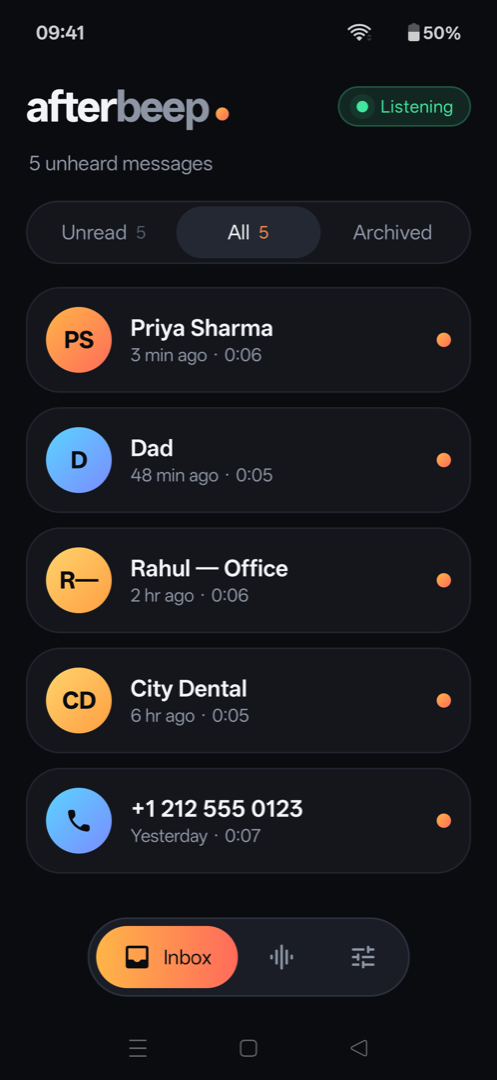 09:41
50%
afterbeep
Listening
5 unheard messages
Unread 5
All 5
Archived
PS
Priya Sharma
3 min ago · 0:06
D
Dad
48 min ago · 0:05
R—
Rahul — Office
2 hr ago · 0:06
CD
City Dental
6 hr ago · 0:05
+1 212 555 0123
Yesterday · 0:07
Inbox